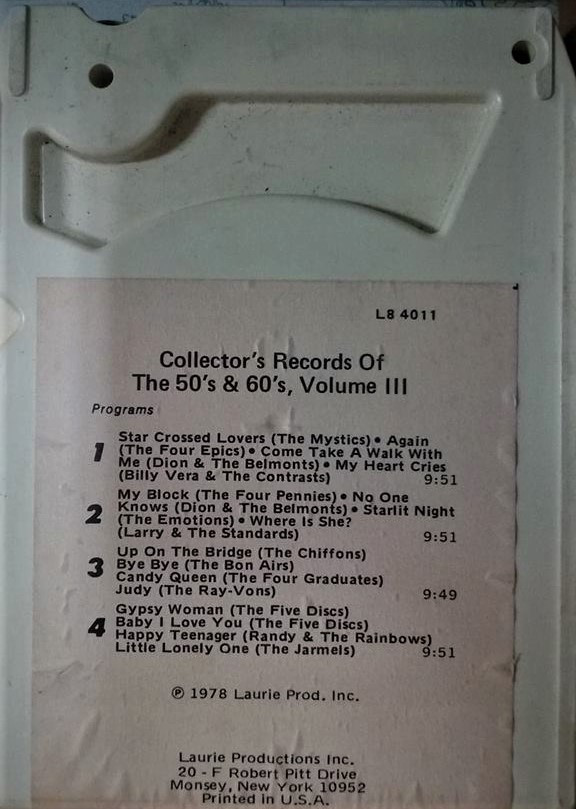 L8 4011
Collector's Records Of
The 50's & 60's, Volume III
Programs
1 Star Crossed Lovers (The Mystics) • Again
(The Four Epics) • Come Take A Walk With
Me (Dion & The Belmonts) • My Heart Cries
(Billy Vera & The Contrasts) 9:51
2 My Block (The Four Pennies) • No One
Knows (Dion & The Belmonts) • Starlit Night
(The Emotions) • Where Is She?
(Larry & The Standards) 9:51
3 Up On The Bridge (The Chiffons)
Bye Bye (The Bon Airs)
Candy Queen (The Four Graduates)
Judy (The Ray-Vons) 9:49
4 Gypsy Woman (The Five Discs)
Baby I Love You (The Five Discs)
Happy Teenager (Randy & The Rainbows)
Little Lonely One (The Jarmels) 9:51
℗ 1978 Laurie Prod. Inc.
Laurie Productions Inc.
20 - F Robert Pitt Drive
Monsey, New York 10952
Printed In U.S.A.